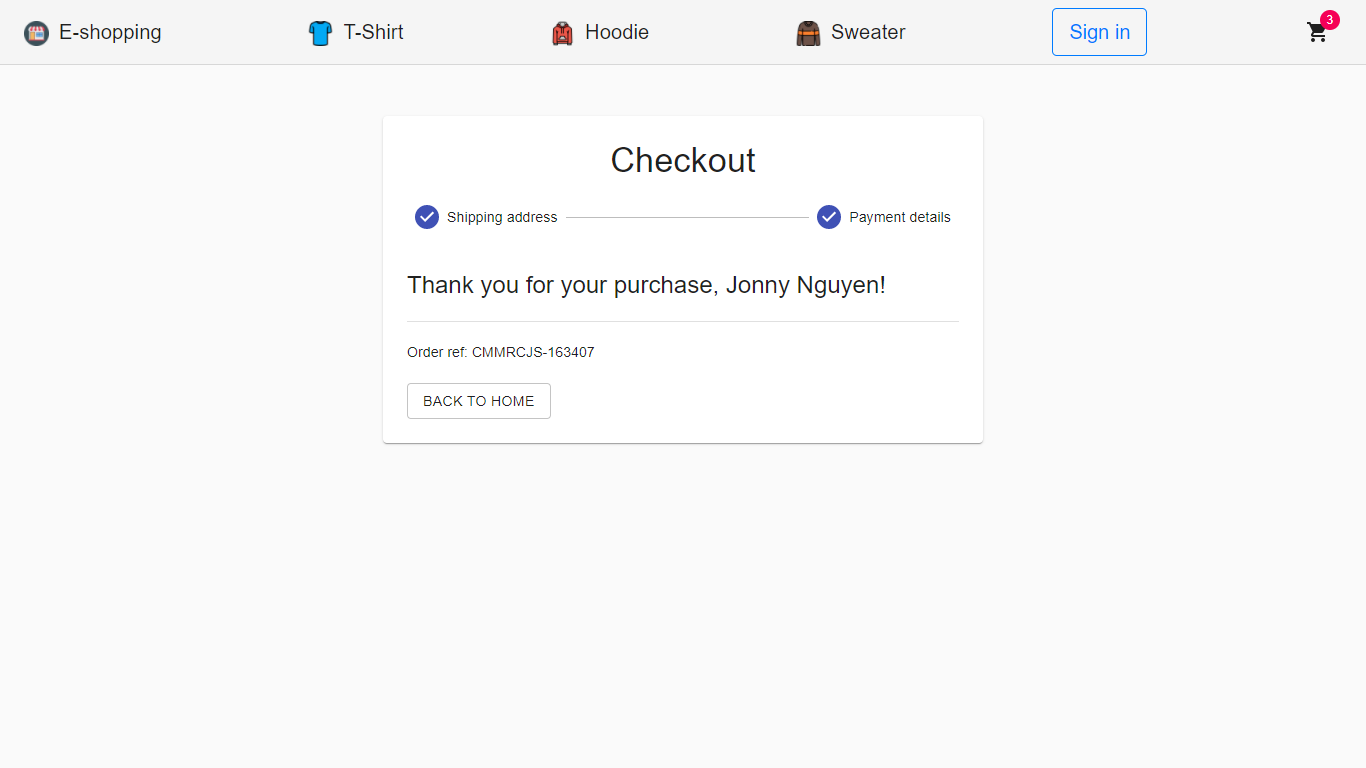 E-shopping
T-Shirt
Hoodie
Sweater
Sign in
3
Checkout
Shipping address
Payment details
Thank you for your purchase, Jonny Nguyen!
Order ref: CMMRCJS-163407
BACK TO HOME